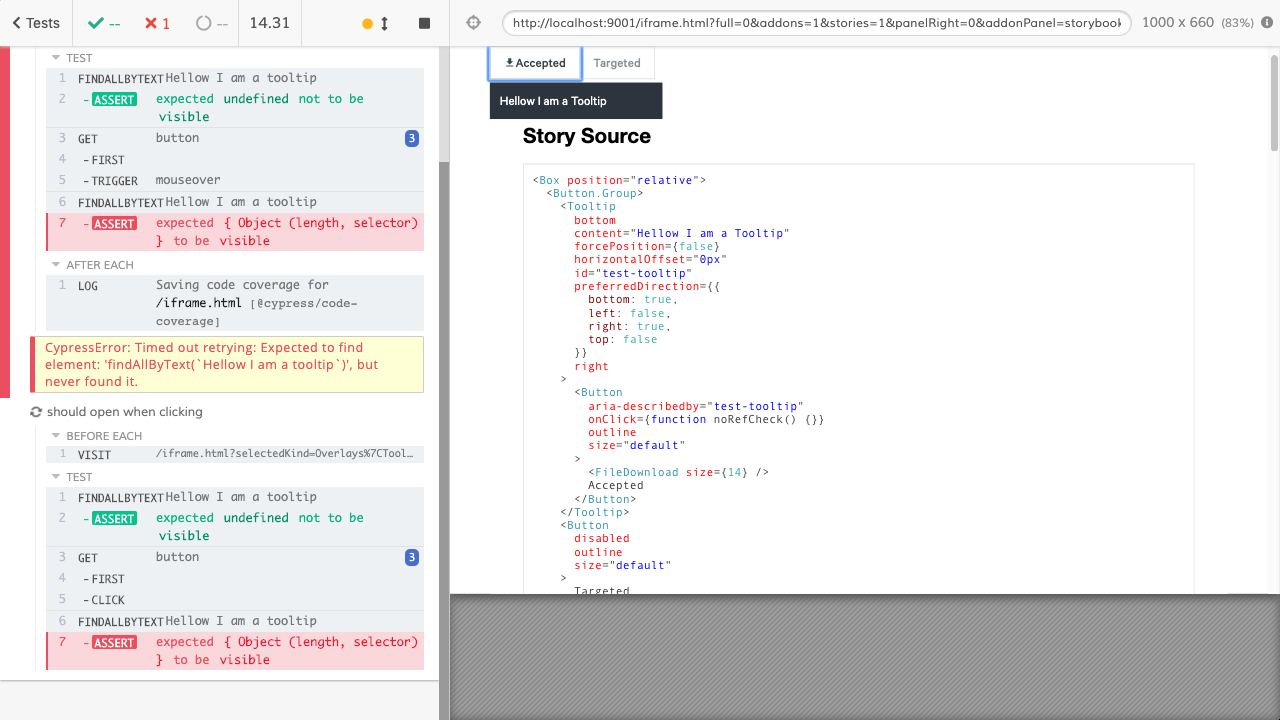 Tests
--
1
--
14.31
http://localhost:9001/iframe.html?full=0&addons=1&stories=1&panelRight=0&addonPanel=storybook
1000 x 660 (83%)
TEST
1 FINDALLBYTEXT Hellow I am a tooltip
2 -ASSERT expected undefined not to be
visible
3 GET button 3
4 -FIRST
5 -TRIGGER mouseover
6 FINDALLBYTEXT Hellow I am a tooltip
7 -ASSERT expected { Object (length, selector)
} to be visible
AFTER EACH
1 LOG Saving code coverage for
/iframe.html [@cypress/code-
coverage]
CypressError: Timed out retrying: Expected to find
element: 'findAllByText(`Hellow I am a tooltip`)', but
never found it.
should open when clicking
BEFORE EACH
1 VISIT /iframe.html?selectedKind=Overlays%7CTool…
TEST
1 FINDALLBYTEXT Hellow I am a tooltip
2 -ASSERT expected undefined not to be
visible
3 GET button 3
4 -FIRST
5 -CLICK
6 FINDALLBYTEXT Hellow I am a tooltip
7 -ASSERT expected { Object (length, selector)
} to be visible
Accepted Targeted
Hellow I am a Tooltip
Story Source
<Box position="relative">
<Button.Group>
<Tooltip
bottom
content="Hellow I am a Tooltip"
forcePosition={false}
horizontalOffset="0px"
id="test-tooltip"
preferredDirection={{
bottom: true,
left: false,
right: true,
top: false
}}
right
>
<Button
aria-describedby="test-tooltip"
onClick={function noRefCheck() {}}
outline
size="default"
>
<FileDownload size={14} />
Accepted
</Button>
</Tooltip>
<Button
disabled
outline
size="default"
>
Targeted